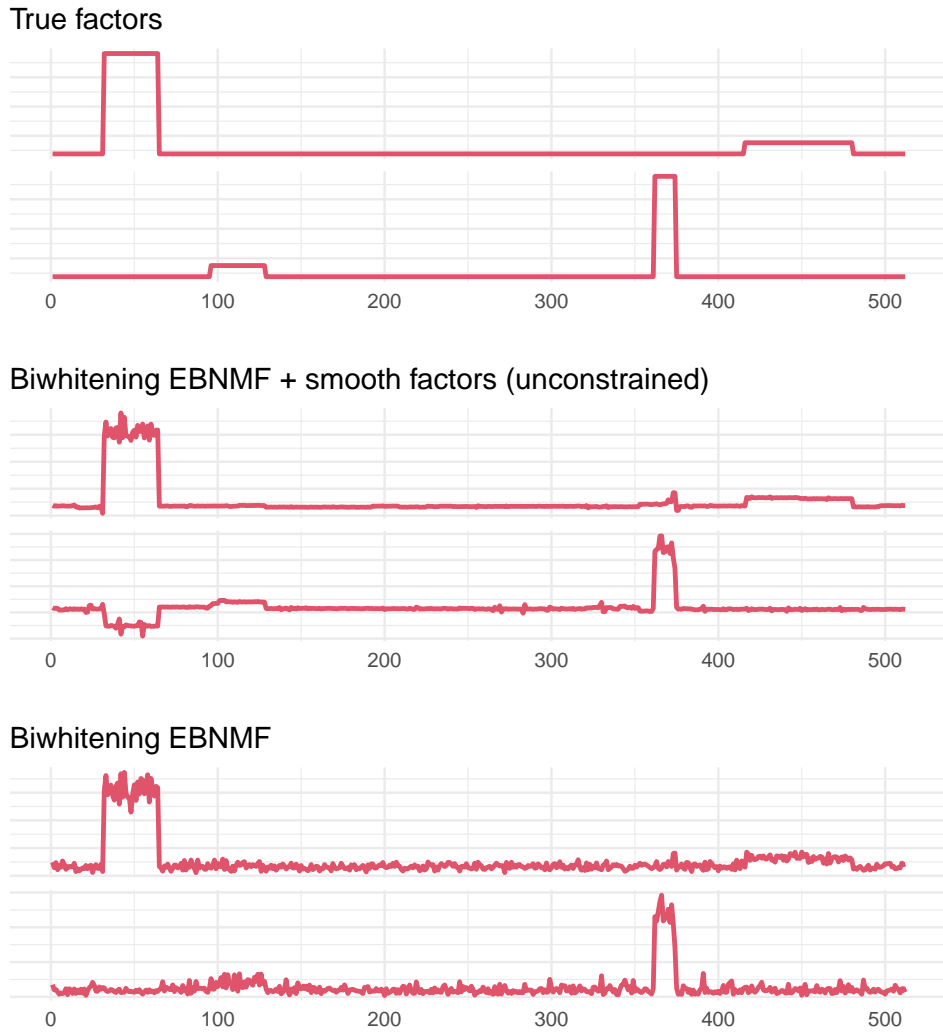 True factors
0 100 200 300 400 500
Biwhitening EBNMF + smooth factors (unconstrained)
0 100 200 300 400 500
Biwhitening EBNMF
0 100 200 300 400 500